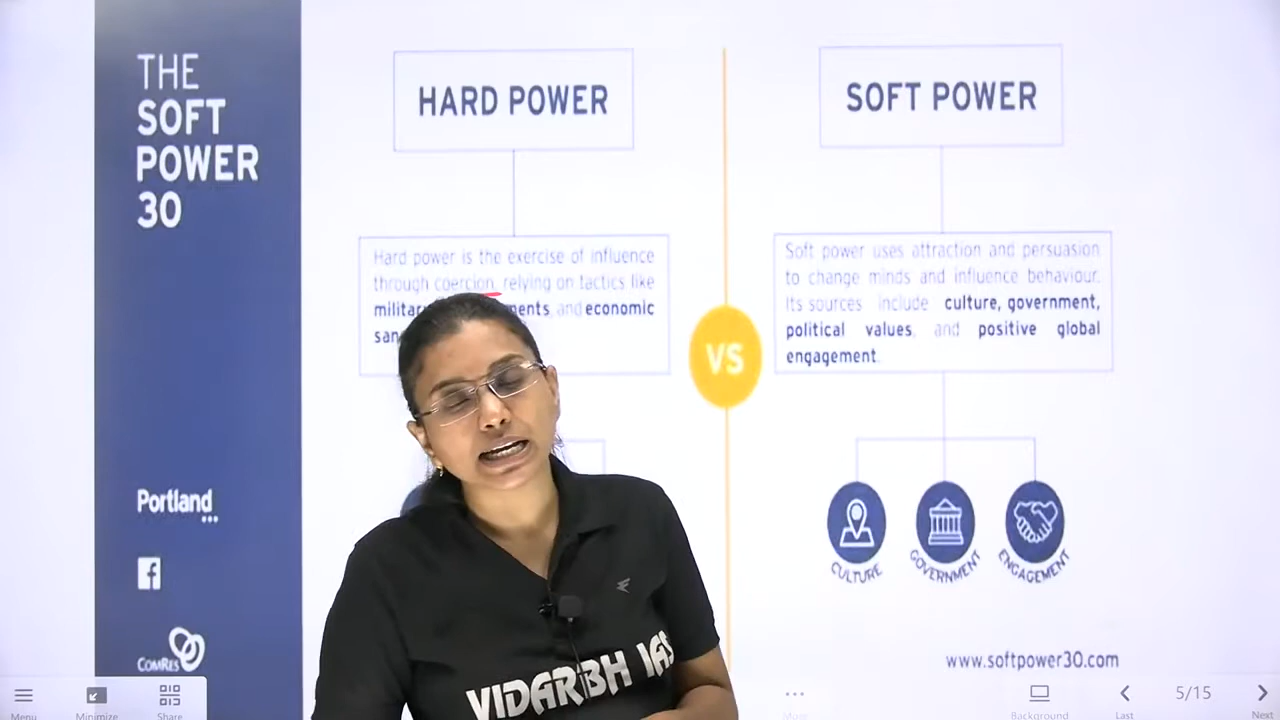 THE
SOFT
POWER
30
Portland
COMRES
HARD POWER
Hard power is the exercise of influence
through coercion, relying on tactics like
and economic
VS
SOFT POWER
Soft power uses attraction and persuasion
to change minds and influence behaviour.
Its sources include culture, government,
political values, and positive global
engagement.
CULTURE
GOVERNMENT
ENGAGEMENT
www.softpower30.com
VIDARBH IAS
Menu
Minimize
Share
More
Background
Last
5/15
Next